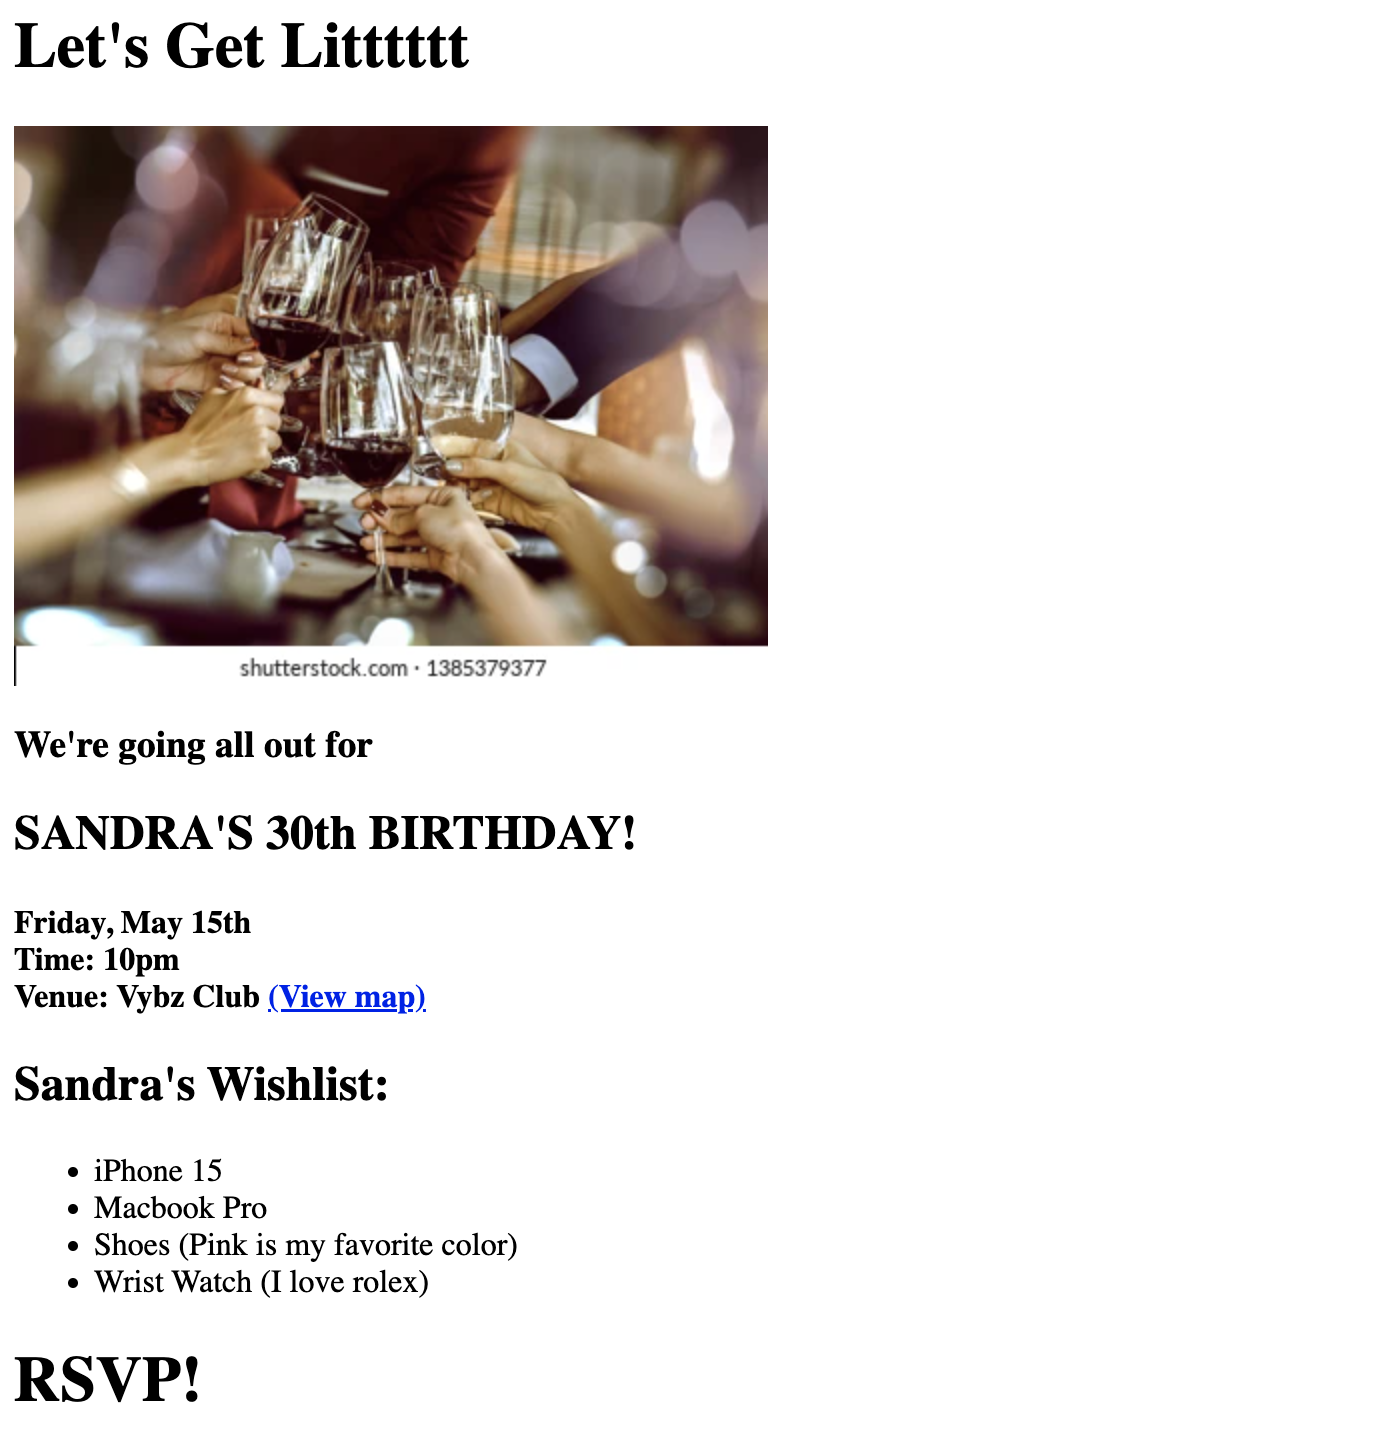 Let's Get Litttttt
shutterstock.com · 1385379377
We're going all out for
SANDRA'S 30th BIRTHDAY!
Friday, May 15th
Time: 10pm
Venue: Vybz Club (View map)
Sandra's Wishlist:
• iPhone 15
• Macbook Pro
• Shoes (Pink is my favorite color)
• Wrist Watch (I love rolex)
RSVP!